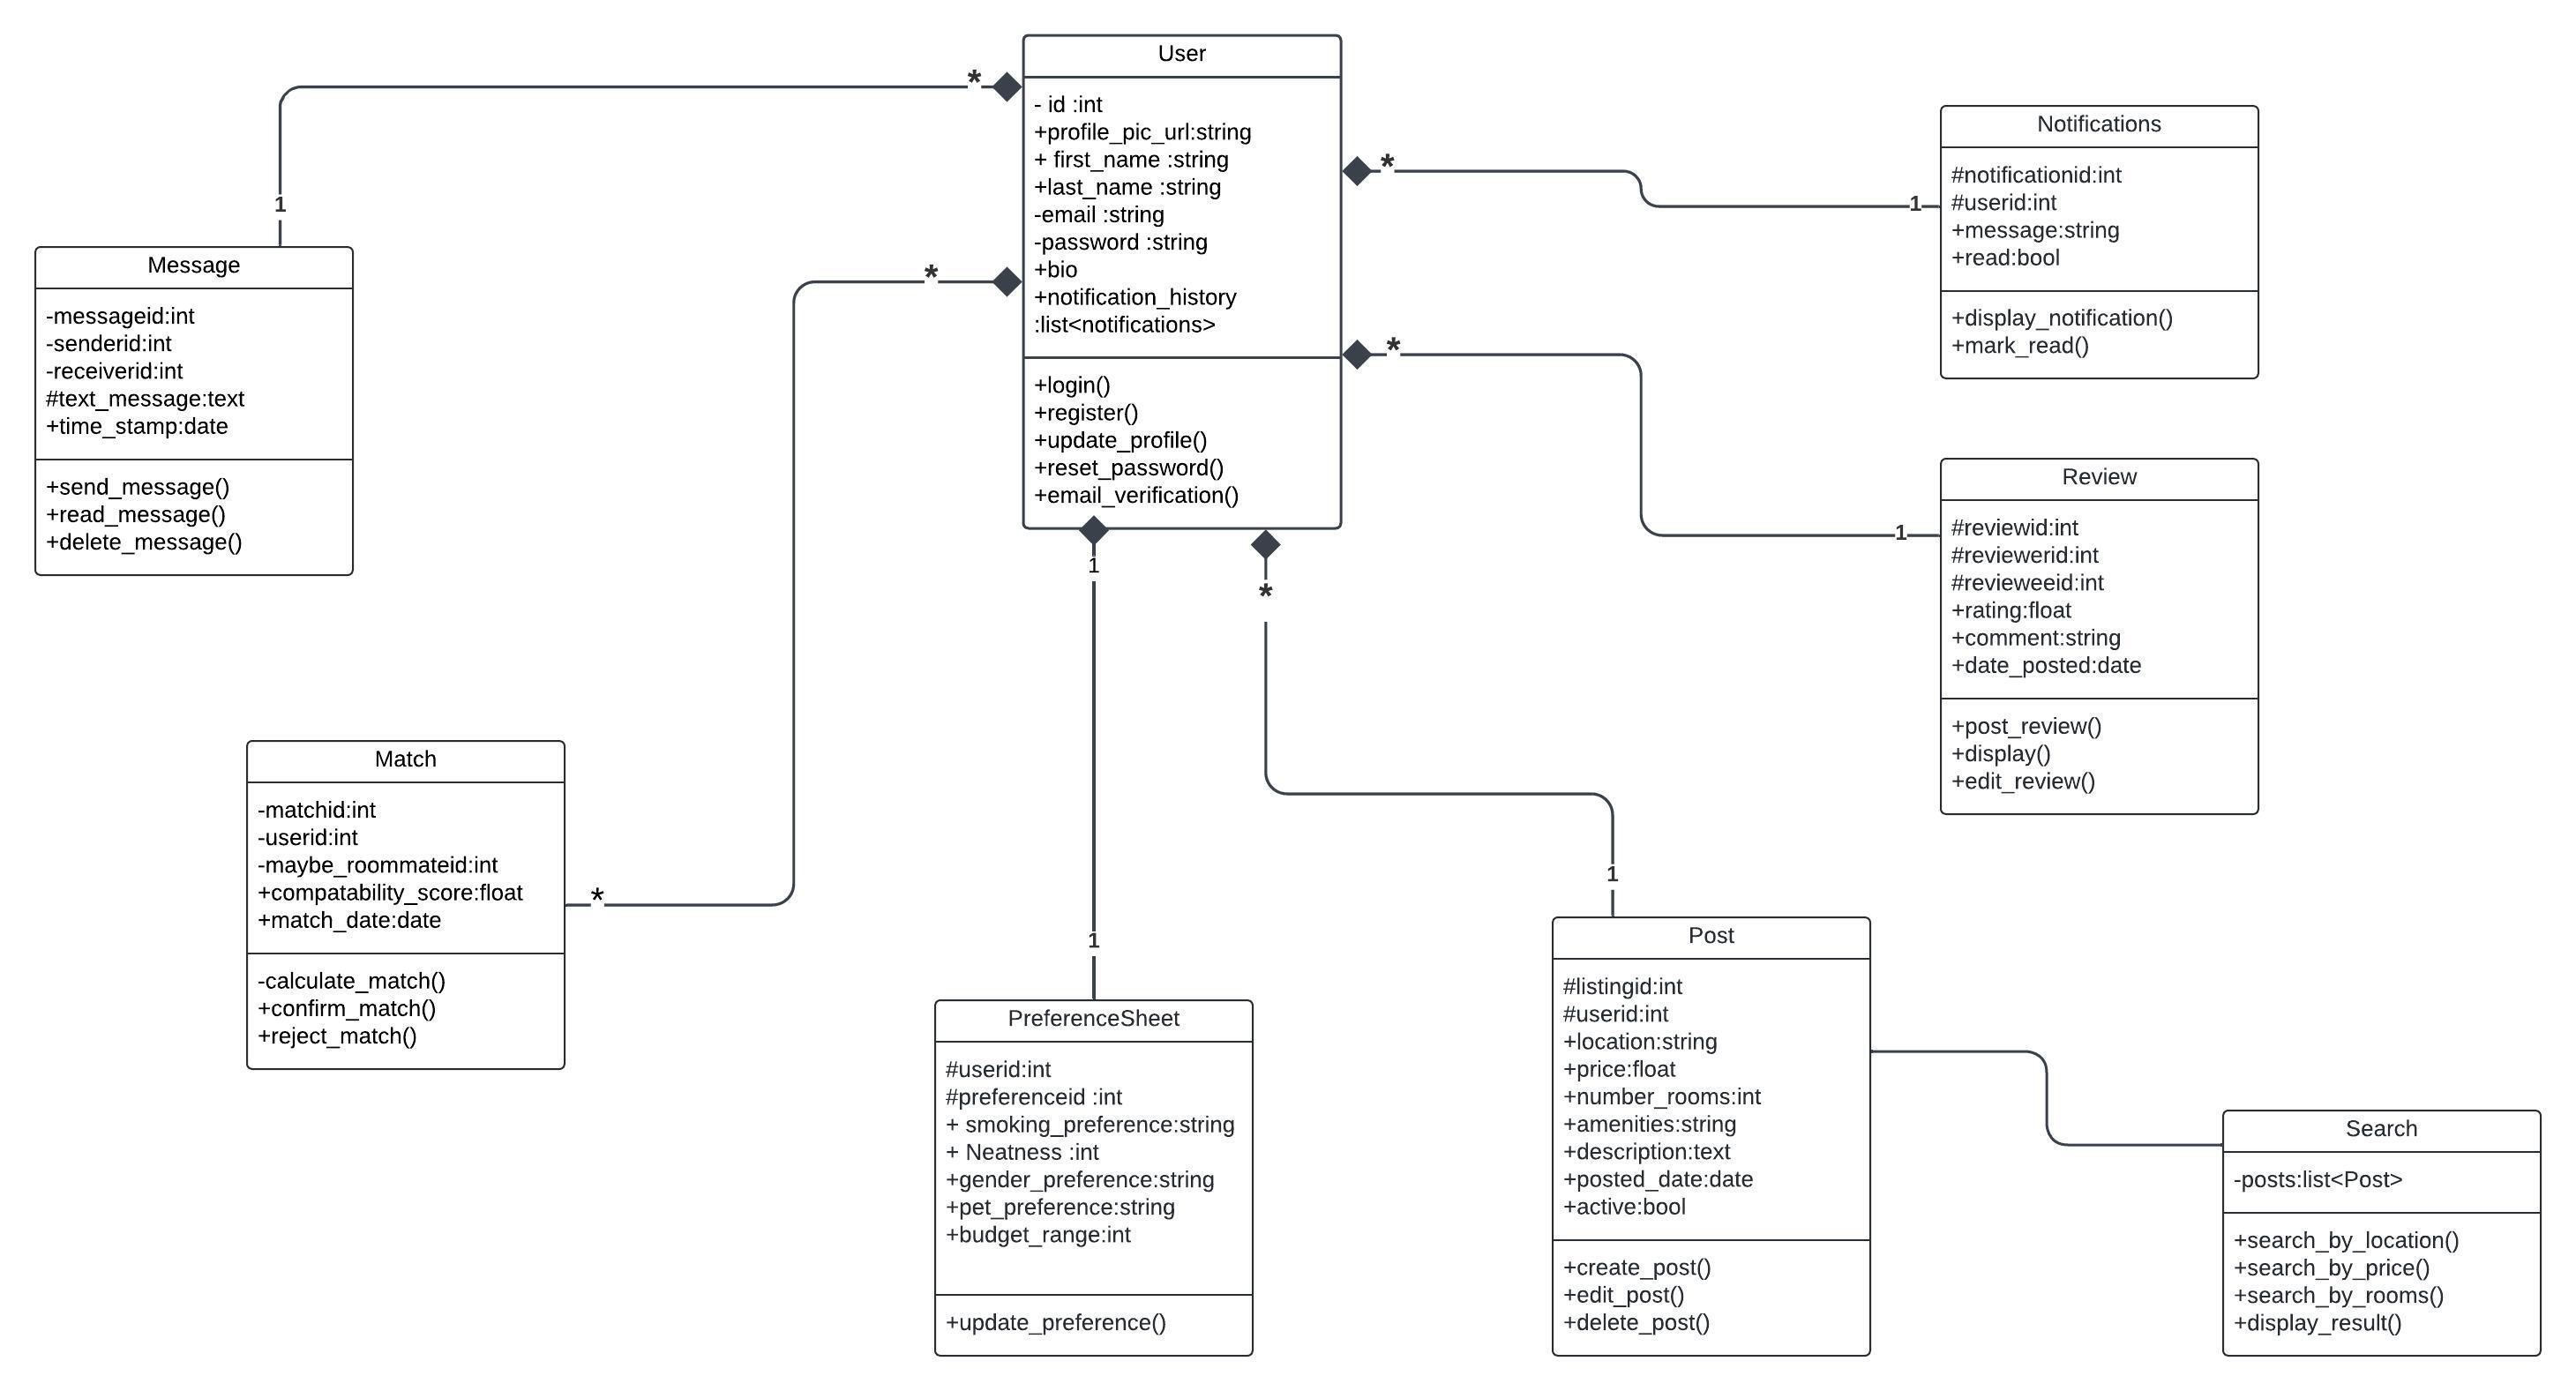 User
- id :int
+profile_pic_url:string
+ first_name :string
+last_name :string
-email :string
-password :string
+bio
+notification_history
:list<notifications>
+login()
+register()
+update_profile()
+reset_password()
+email_verification()
*
1
*
*
*
1
*
1
1
1
*
1
Message
-messageid:int
-senderid:int
-receiverid:int
#text_message:text
+time_stamp:date
+send_message()
+read_message()
+delete_message()
Notifications
#notificationid:int
#userid:int
+message:string
+read:bool
+display_notification()
+mark_read()
Review
#reviewid:int
#reviewerid:int
#revieweeid:int
+rating:float
+comment:string
+date_posted:date
+post_review()
+display()
+edit_review()
Match
-matchid:int
-userid:int
-maybe_roommateid:int
+compatability_score:float
+match_date:date
-calculate_match()
+confirm_match()
+reject_match()
PreferenceSheet
#userid:int
#preferenceid :int
+ smoking_preference:string
+ Neatness :int
+gender_preference:string
+pet_preference:string
+budget_range:int
+update_preference()
Post
#listingid:int
#userid:int
+location:string
+price:float
+number_rooms:int
+amenities:string
+description:text
+posted_date:date
+active:bool
+create_post()
+edit_post()
+delete_post()
Search
-posts:list<Post>
+search_by_location()
+search_by_price()
+search_by_rooms()
+display_result()